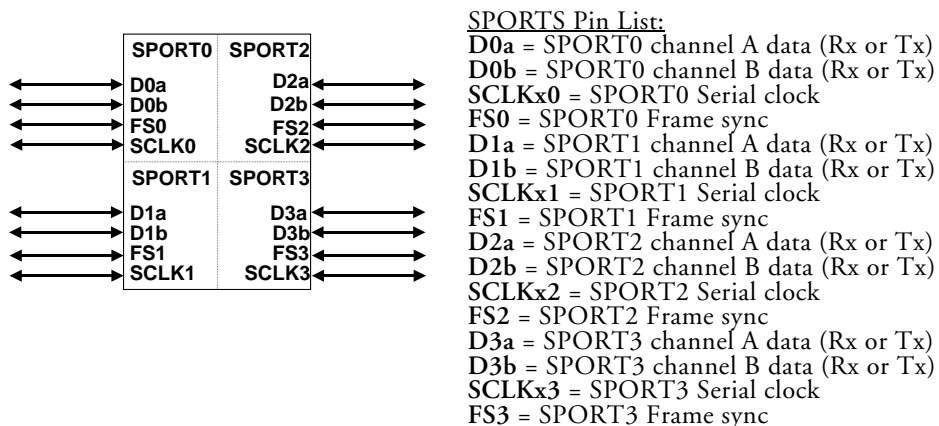 SPORT0 SPORT2
D0a
D0b
FS0
SCLK0
D2a
D2b
FS2
SCLK2
SPORT1 SPORT3
D1a
D1b
FS1
SCLK1
D3a
D3b
FS3
SCLK3
SPORTS Pin List:
D0a = SPORT0 channel A data (Rx or Tx)
D0b = SPORT0 channel B data (Rx or Tx)
SCLKx0 = SPORT0 Serial clock
FS0 = SPORT0 Frame sync
D1a = SPORT1 channel A data (Rx or Tx)
D1b = SPORT1 channel B data (Rx or Tx)
SCLKx1 = SPORT1 Serial clock
FS1 = SPORT1 Frame sync
D2a = SPORT2 channel A data (Rx or Tx)
D2b = SPORT2 channel B data (Rx or Tx)
SCLKx2 = SPORT2 Serial clock
FS2 = SPORT2 Frame sync
D3a = SPORT3 channel A data (Rx or Tx)
D3b = SPORT3 channel B data (Rx or Tx)
SCLKx3 = SPORT3 Serial clock
FS3 = SPORT3 Frame sync